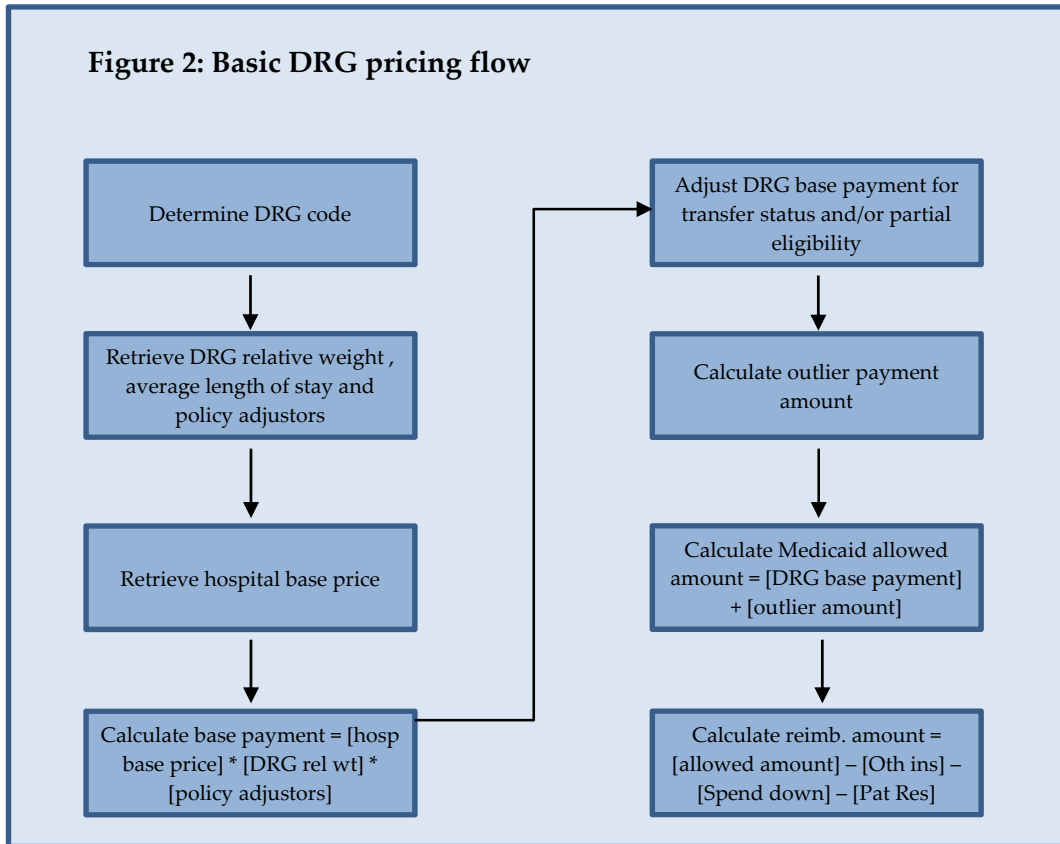 Figure 2: Basic DRG pricing flow
Determine DRG code
Retrieve DRG relative weight ,
average length of stay and
policy adjustors
Retrieve hospital base price
Calculate base payment = [hosp
base price] * [DRG rel wt] *
[policy adjustors]
Adjust DRG base payment for
transfer status and/or partial
eligibility
Calculate outlier payment
amount
Calculate Medicaid allowed
amount = [DRG base payment]
+ [outlier amount]
Calculate reimb. amount =
[allowed amount] – [Oth ins] –
[Spend down] – [Pat Res]